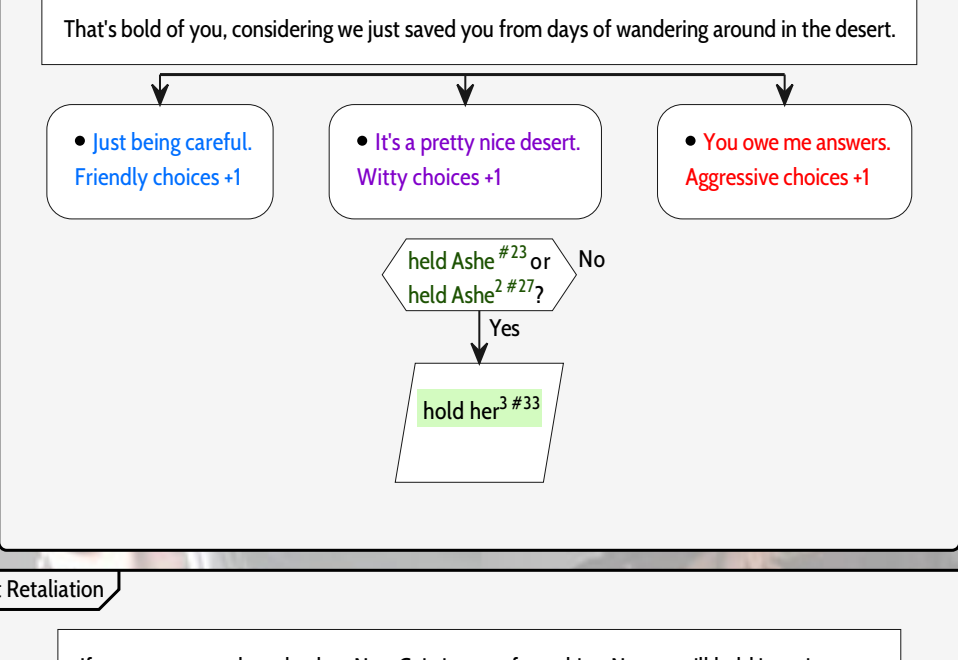 That's bold of you, considering we just saved you from days of wandering around in the desert.
• Just being careful.
Friendly choices +1
• It's a pretty nice desert.
Witty choices +1
• You owe me answers.
Aggressive choices +1
held Ashe #23 or
held Ashe2 #27?
No
Yes
hold her3 #33
Retaliation